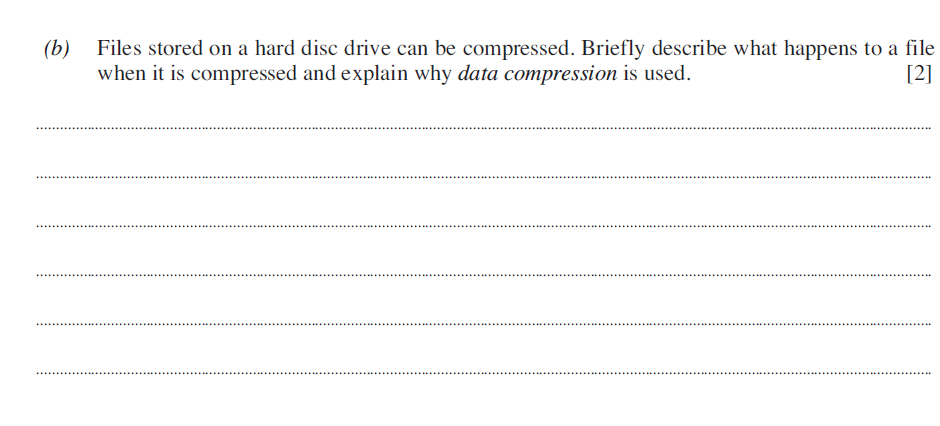 (b) Files stored on a hard disc drive can be compressed. Briefly describe what happens to a file
when it is compressed and explain why data compression is used. [2]